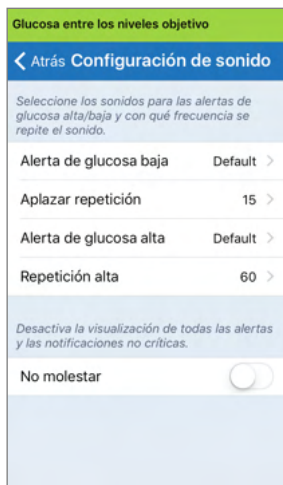 Glucosa entre los niveles objetivo
Atrás Configuración de sonido
Seleccione los sonidos para las alertas de
glucosa alta/baja y con qué frecuencia se
repite el sonido.
Alerta de glucosa baja Default
Aplazar repetición 15
Alerta de glucosa alta Default
Repetición alta 60
Desactiva la visualización de todas las alertas
y las notificaciones no críticas.
No molestar